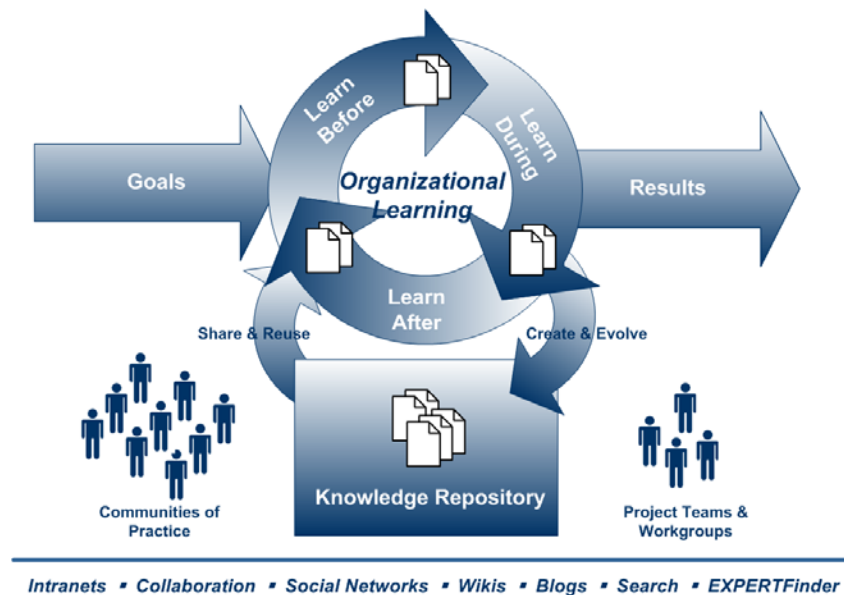 Learn
Before
Learn
During
Goals
Organizational
Learning
Results
Learn
After
Share & Reuse
Create & Evolve
Knowledge Repository
Communities of
Practice
Project Teams &
Workgroups
Intranets ▪ Collaboration ▪ Social Networks ▪ Wikis ▪ Blogs ▪ Search ▪ EXPERTFinder